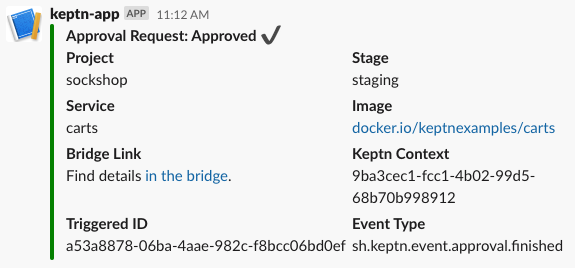 keptn-app APP 11:12 AM
Approval Request: Approved ✔
Project Stage
sockshop staging
Service Image
carts docker.io/keptnexamples/carts
Bridge Link Keptn Context
Find details in the bridge. 9ba3cec1-fcc1-4b02-99d5-
68b70b998912
Triggered ID Event Type
a53a8878-06ba-4aae-982c-f8bcc06bd0ef sh.keptn.event.approval.finished